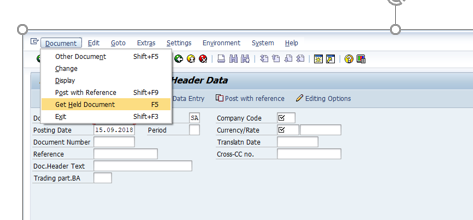 Document Edit Goto Extras Settings Environment System Help
Other Document Shift+F5
Change
Display
Post with Reference Shift+F9
Get Held Document F5
Exit Shift+F3
Header Data
Data Entry Post with reference Editing Options
Do SA Company Code
Posting Date 15.09.2018 Period Currency/Rate
Document Number Translatn Date
Reference Cross-CC no.
Doc.Header Text
Trading part.BA